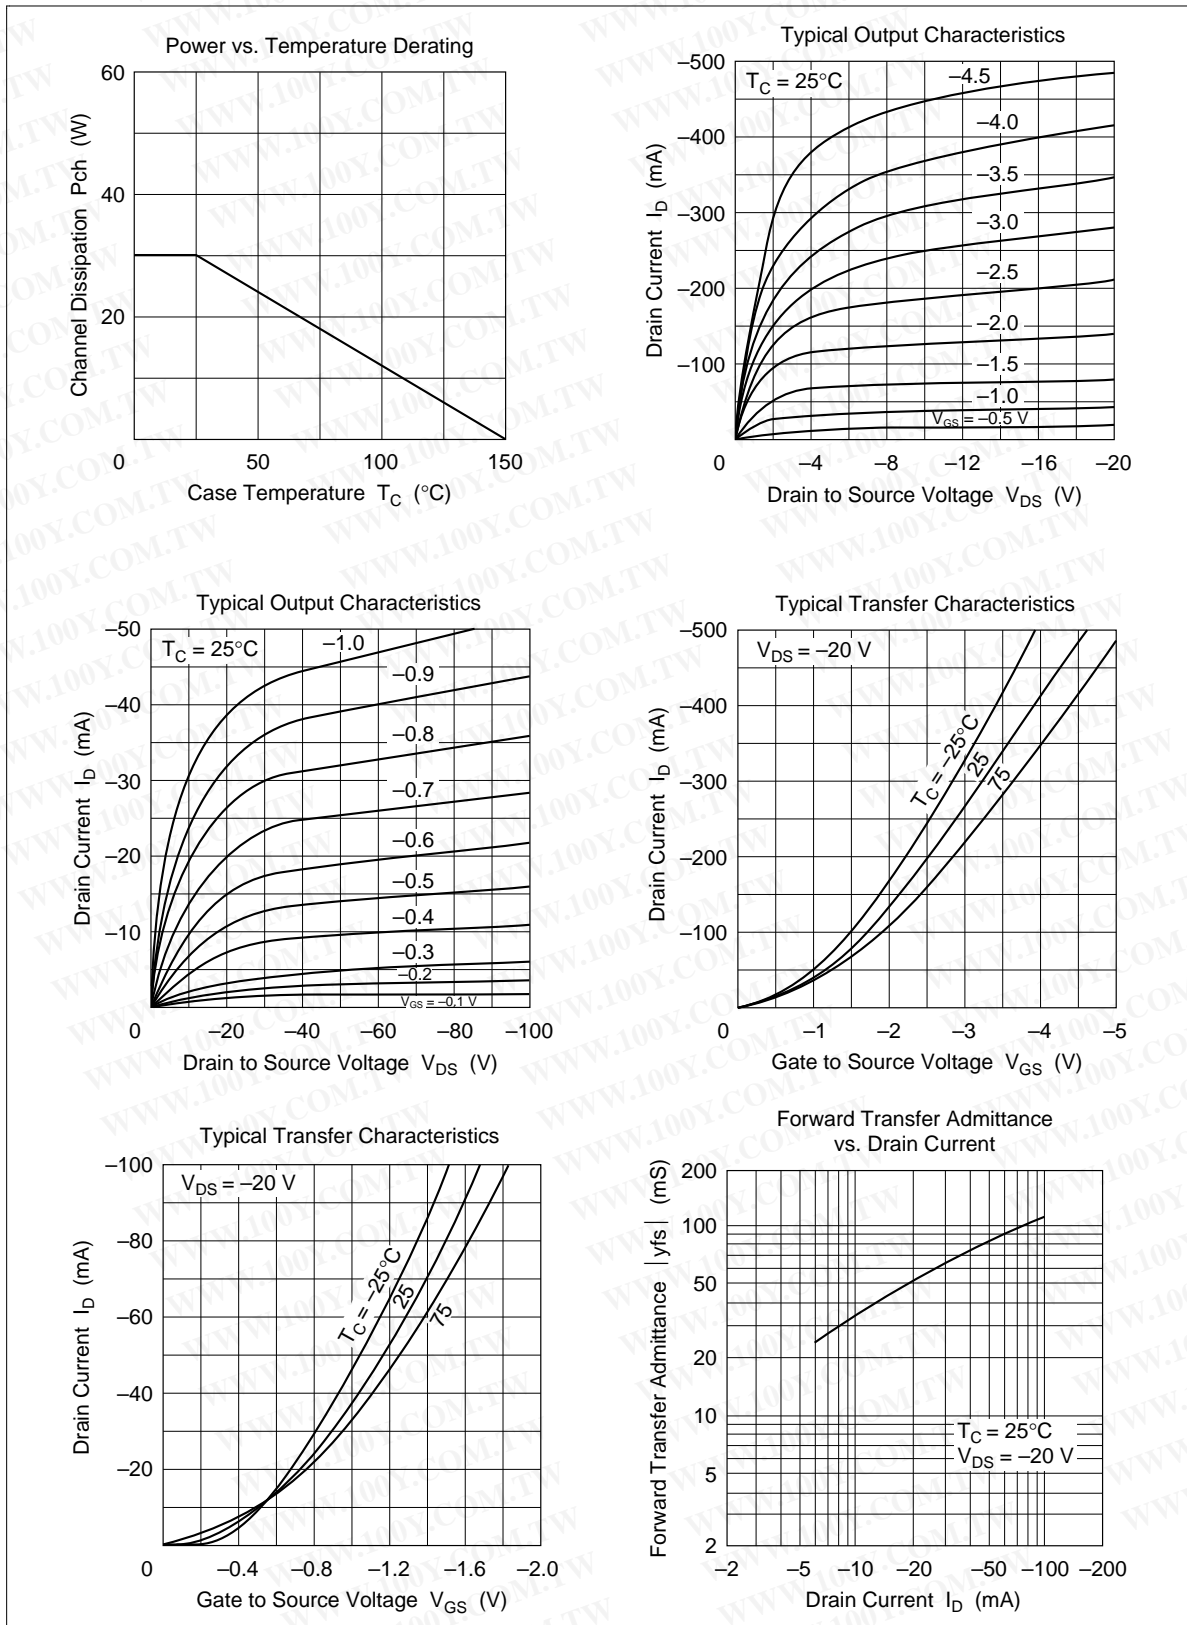 Power vs. Temperature Derating
60
40
20
Channel Dissipation Pch (W)
0 50 100 150
Case Temperature T_C (°C)
Typical Output Characteristics
T_C = 25°C
–500
–400
–300
–200
–100
Drain Current I_D (mA)
–4.5
–4.0
–3.5
–3.0
–2.5
–2.0
–1.5
–1.0
V_GS = –0.5 V
0 –4 –8 –12 –16 –20
Drain to Source Voltage V_DS (V)
Typical Output Characteristics
T_C = 25°C
–50
–40
–30
–20
–10
Drain Current I_D (mA)
–1.0
–0.9
–0.8
–0.7
–0.6
–0.5
–0.4
–0.3
–0.2
V_GS = –0.1 V
0 –20 –40 –60 –80 –100
Drain to Source Voltage V_DS (V)
Typical Transfer Characteristics
V_DS = –20 V
–500
–400
–300
–200
–100
Drain Current I_D (mA)
T_C = –25°C
25
75
0 –1 –2 –3 –4 –5
Gate to Source Voltage V_GS (V)
Typical Transfer Characteristics
V_DS = –20 V
–100
–80
–60
–40
–20
Drain Current I_D (mA)
T_C = –25°C
25
75
0 –0.4 –0.8 –1.2 –1.6 –2.0
Gate to Source Voltage V_GS (V)
Forward Transfer Admittance
vs. Drain Current
200
100
50
20
10
5
2
Forward Transfer Admittance |yfs| (mS)
T_C = 25°C
V_DS = –20 V
–2 –5 –10 –20 –50 –100 –200
Drain Current I_D (mA)
WWW.100Y.COM.TW